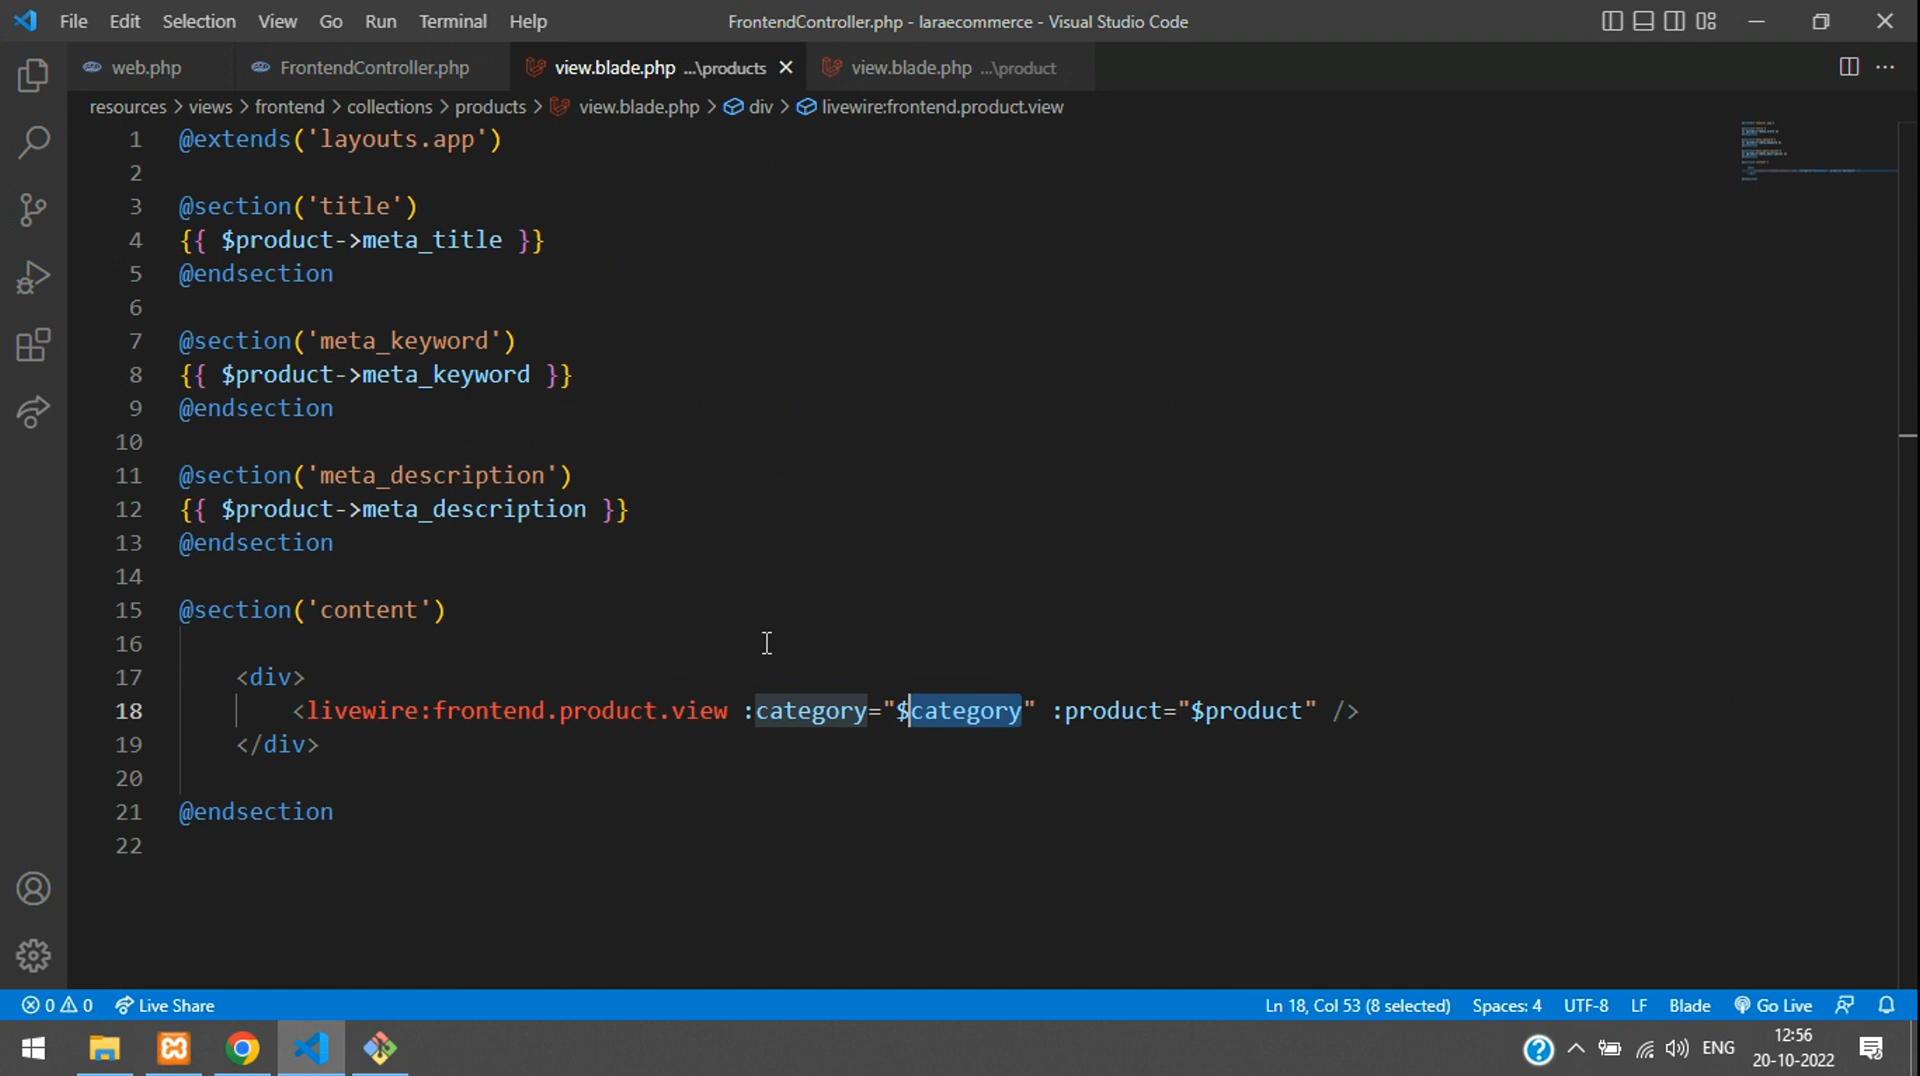 File Edit Selection View Go Run Terminal Help FrontendController.php - laraecommerce - Visual Studio Code
web.php FrontendController.php view.blade.php ...\products view.blade.php ...\product
resources > views > frontend > collections > products > view.blade.php > div > livewire:frontend.product.view
1 @extends('layouts.app')
2
3 @section('title')
4 {{ $product->meta_title }}
5 @endsection
6
7 @section('meta_keyword')
8 {{ $product->meta_keyword }}
9 @endsection
10
11 @section('meta_description')
12 {{ $product->meta_description }}
13 @endsection
14
15 @section('content')
16
17 <div>
18 <livewire:frontend.product.view :category="$category" :product="$product" />
19 </div>
20
21 @endsection
22
0 0 Live Share Ln 18, Col 53 (8 selected) Spaces: 4 UTF-8 LF Blade Go Live
ENG 12:56
20-10-2022